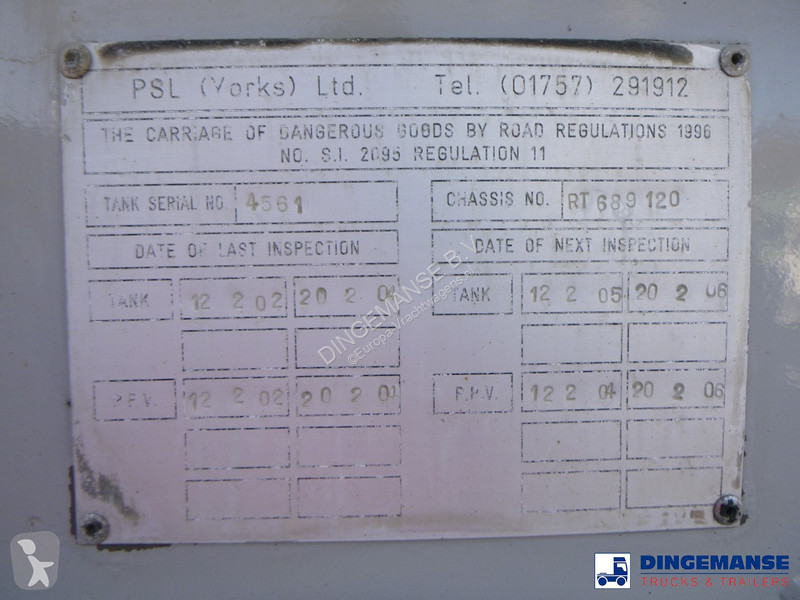 PSL (Yorks) Ltd. Tel. (01757) 291912
THE CARRIAGE OF DANGEROUS GOODS BY ROAD REGULATIONS 1996
NO. S.I. 2095 REGULATION 11
TANK SERIAL NO. 4561 CHASSIS NO. RT 689 120
DATE OF LAST INSPECTION DATE OF NEXT INSPECTION
TANK 12 2 02 20 2 04 TANK 12 2 05 20 2 06
P.P.V. 12 2 02 20 2 04 P.P.V. 12 2 04 20 2 06
DINGEMANSE B.V.
©Europa-Vrachtwagens.nl
DINGEMANSE
TRUCKS & TRAILERS